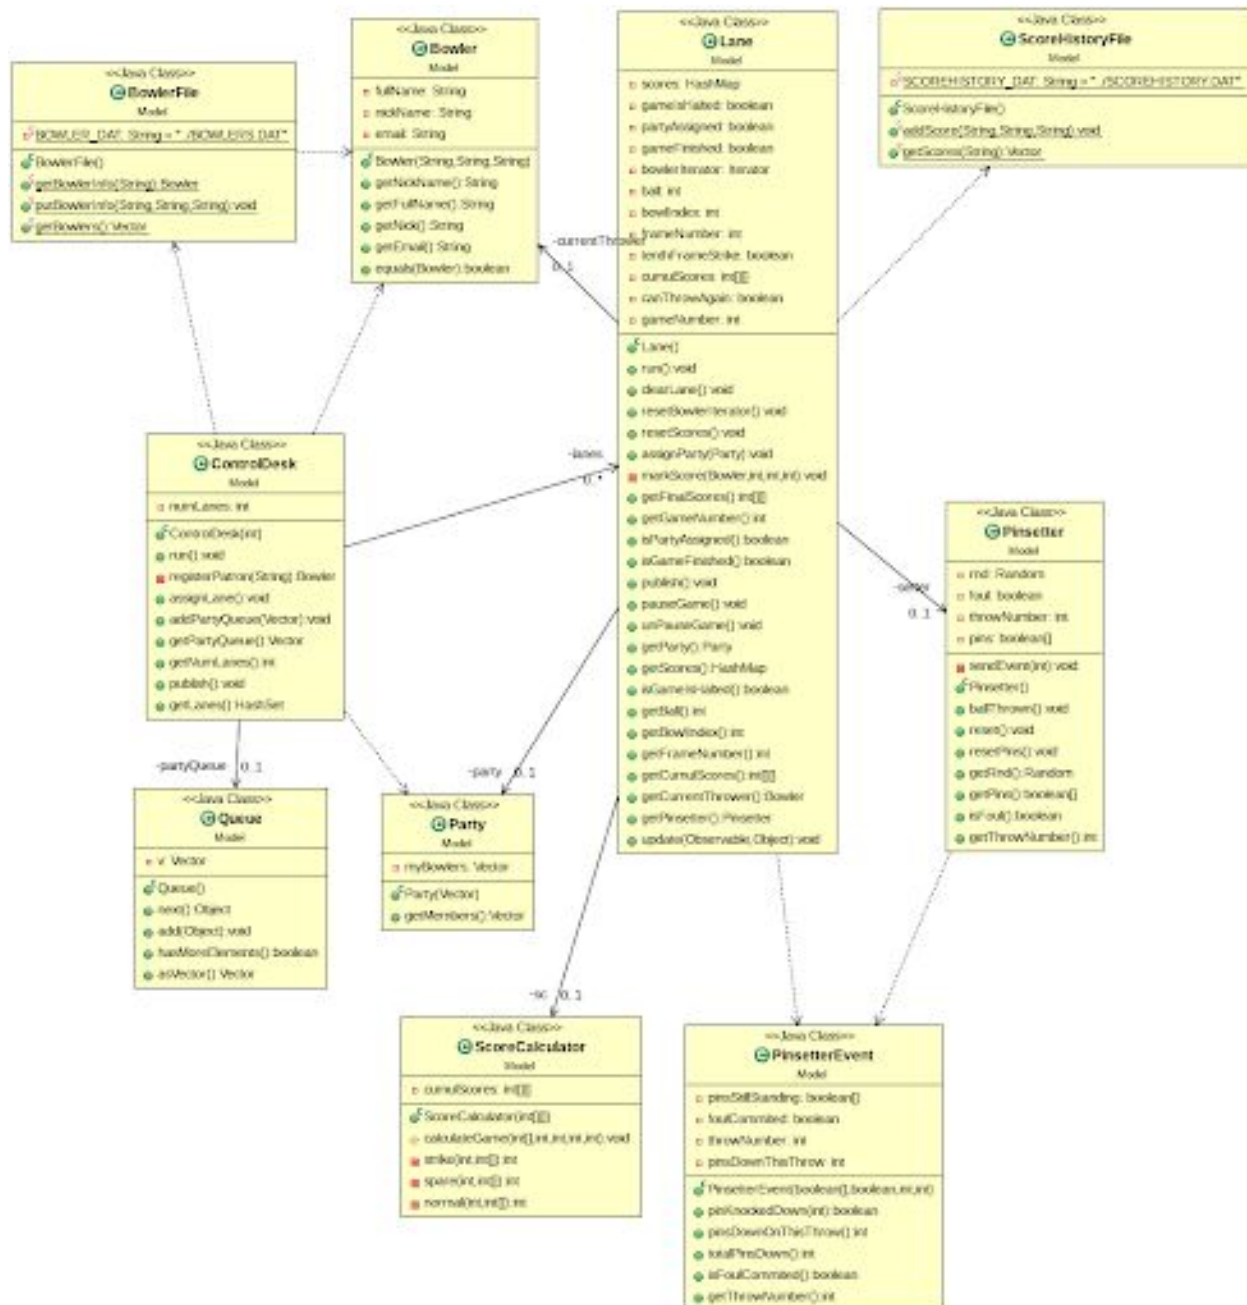 <<Java Class>>
BowlerFile
Model
BOWLER_DAT: String = "./BOWLERS.DAT"
BowlerFile()
getBowlerInfo(String):Bowler
putBowlerInfo(String,String,String):void
getBowlers():Vector
<<Java Class>>
Bowler
Model
fullName: String
nickName: String
email: String
Bowler(String,String,String)
getNickName():String
getFullName():String
getNick():String
getEmail():String
equals(Bowler):boolean
<<Java Class>>
Lane
Model
scores: HashMap
gameIsHalted: boolean
partyAssigned: boolean
gameFinished: boolean
bowlerIterator: Iterator
ball: int
bowlIndex: int
frameNumber: int
tenthFrameStrike: boolean
cumulScores: int[][]
canThrowAgain: boolean
gameNumber: int
Lane()
run():void
clearLane():void
resetBowlerIterator():void
resetScores():void
assignParty(Party):void
markScore(Bowler,int,int,int):void
getFinalScores():int[][]
getGameNumber():int
isPartyAssigned():boolean
isGameFinished():boolean
publish():void
pauseGame():void
unPauseGame():void
getParty():Party
getScores():HashMap
isGameIsHalted():boolean
getBall():int
getBowlIndex():int
getFrameNumber():int
getCumulScores():int[][]
getCurrentThrower():Bowler
getPinsetter():Pinsetter
update(Observable,Object):void
<<Java Class>>
ScoreHistoryFile
Model
SCOREHISTORY_DAT: String = "./SCOREHISTORY.DAT"
ScoreHistoryFile()
addScore(String,String,String):void
getScores(String):Vector
-currentThrower
0..1
<<Java Class>>
ControlDesk
Model
numLanes: int
ControlDesk(int)
run():void
registerPatron(String):Bowler
assignLane():void
addPartyQueue(Vector):void
getPartyQueue():Vector
getNumLanes():int
publish():void
getLanes():HashSet
-lanes
0..*
<<Java Class>>
Pinsetter
Model
rnd: Random
foul: boolean
throwNumber: int
pins: boolean[]
sendEvent(int):void
Pinsetter()
ballThrown():void
reset():void
resetPins():void
getRnd():Random
getPins():boolean[]
isFoul():boolean
getThrowNumber():int
-setter
0..1
-partyQueue 0..1
-party 0..1
<<Java Class>>
Queue
Model
v: Vector
Queue()
next():Object
add(Object):void
hasMoreElements():boolean
asVector():Vector
<<Java Class>>
Party
Model
myBowlers: Vector
Party(Vector)
getMembers():Vector
-sc 0..1
<<Java Class>>
ScoreCalculator
Model
cumulScores: int[][]
ScoreCalculator(int[][])
calculateGame(int[],int,int,int,int):void
strike(int,int[]):int
spare(int,int[]):int
normal(int,int[]):int
<<Java Class>>
PinsetterEvent
Model
pinsStillStanding: boolean[]
foulCommited: boolean
throwNumber: int
pinsDownThisThrow: int
PinsetterEvent(boolean[],boolean,int,int)
pinKnockedDown(int):boolean
pinsDownOnThisThrow():int
totalPinsDown():int
isFoulCommited():boolean
getThrowNumber():int